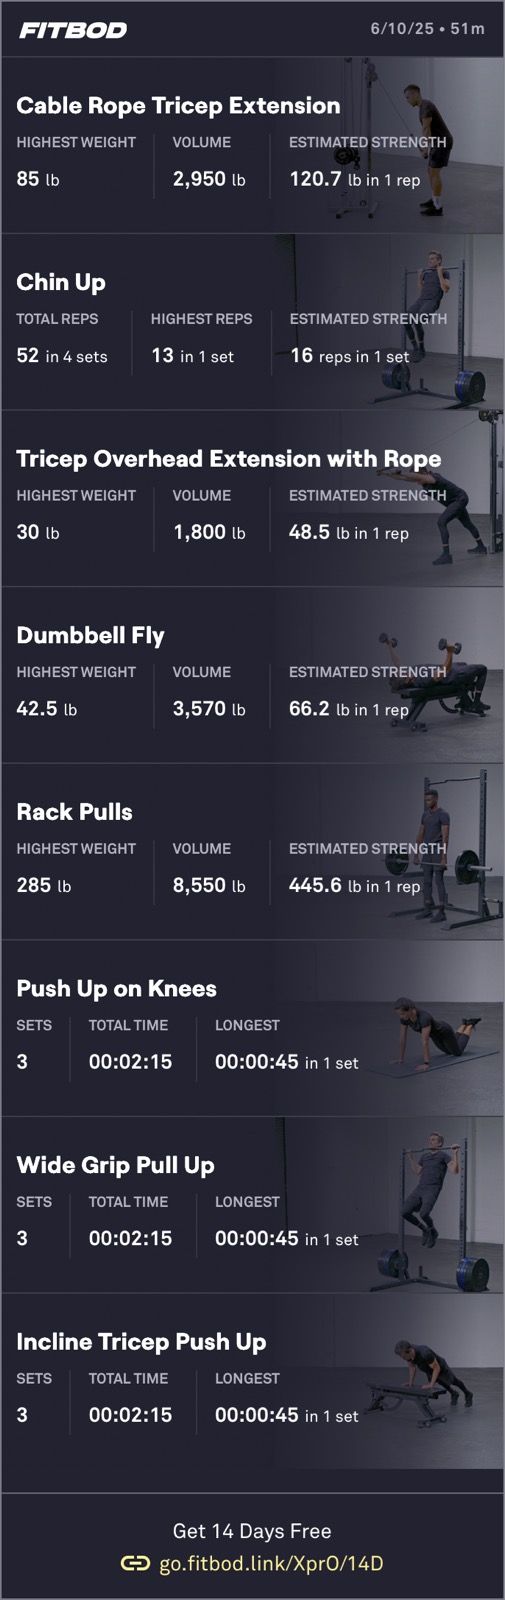 FITBOD
6/10/25 • 51m
Cable Rope Tricep Extension
HIGHEST WEIGHT VOLUME ESTIMATED STRENGTH
85 lb 2,950 lb 120.7 lb in 1 rep
Chin Up
TOTAL REPS HIGHEST REPS ESTIMATED STRENGTH
52 in 4 sets 13 in 1 set 16 reps in 1 set
Tricep Overhead Extension with Rope
HIGHEST WEIGHT VOLUME ESTIMATED STRENGTH
30 lb 1,800 lb 48.5 lb in 1 rep
Dumbbell Fly
HIGHEST WEIGHT VOLUME ESTIMATED STRENGTH
42.5 lb 3,570 lb 66.2 lb in 1 rep
Rack Pulls
HIGHEST WEIGHT VOLUME ESTIMATED STRENGTH
285 lb 8,550 lb 445.6 lb in 1 rep
Push Up on Knees
SETS TOTAL TIME LONGEST
3 00:02:15 00:00:45 in 1 set
Wide Grip Pull Up
SETS TOTAL TIME LONGEST
3 00:02:15 00:00:45 in 1 set
Incline Tricep Push Up
SETS TOTAL TIME LONGEST
3 00:02:15 00:00:45 in 1 set
Get 14 Days Free
go.fitbod.link/XprO/14D